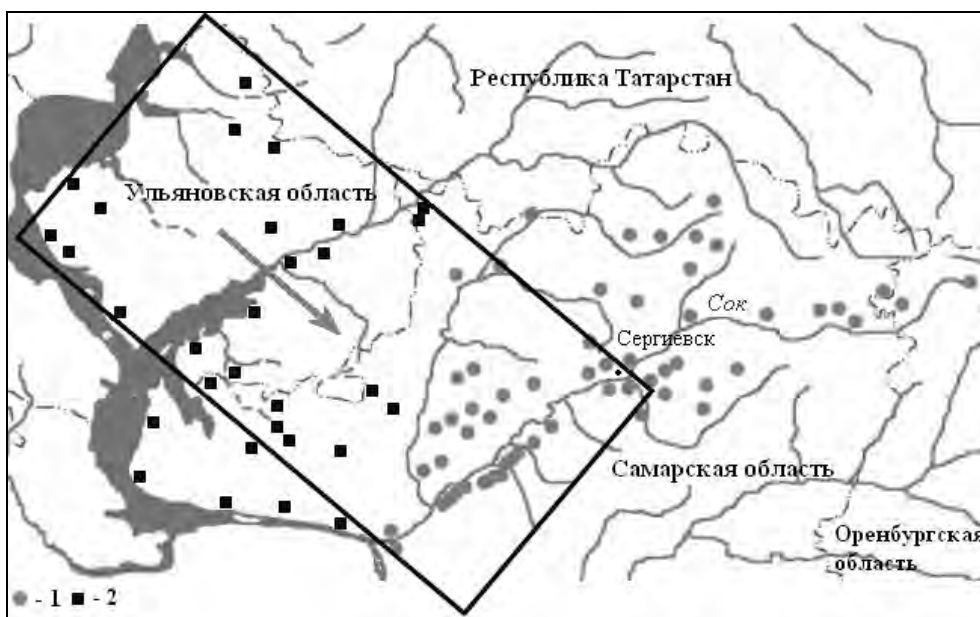 Республика Татарстан
Ульяновская область
Сок
Сергиевск
Самарская область
Оренбургская
область
- 1 - 2